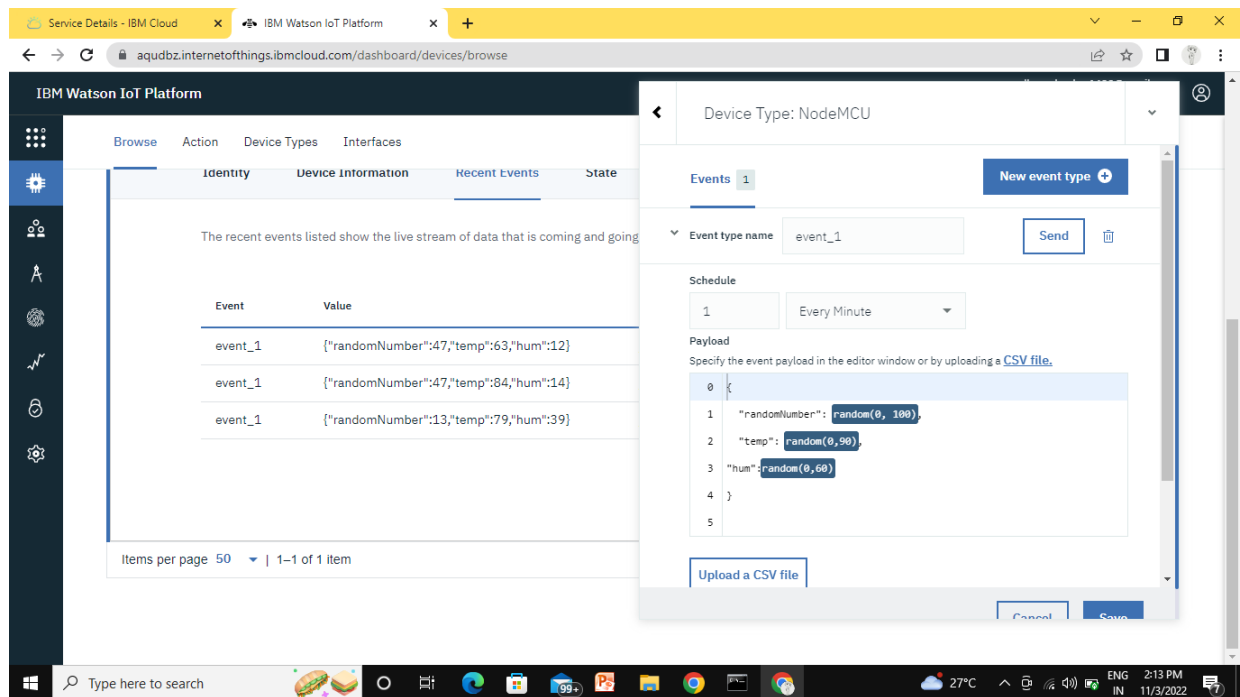 Service Details - IBM Cloud
IBM Watson IoT Platform
aqudbz.internetofthings.ibmcloud.com/dashboard/devices/browse
IBM Watson IoT Platform
Browse Action Device Types Interfaces
Identity Device Information Recent Events State
The recent events listed show the live stream of data that is coming and going
Event Value
event_1 {"randomNumber":47,"temp":63,"hum":12}
event_1 {"randomNumber":47,"temp":84,"hum":14}
event_1 {"randomNumber":13,"temp":79,"hum":39}
Items per page 50 | 1–1 of 1 item
Device Type: NodeMCU
Events 1
New event type
Event type name event_1 Send
Schedule
1 Every Minute
Payload
Specify the event payload in the editor window or by uploading a CSV file.
0 {
1 "randomNumber": random(0, 100),
2 "temp": random(0,90),
3 "hum":random(0,60)
4 }
5
Upload a CSV file
Cancel Save
Type here to search
99+
27°C
ENG
IN
2:13 PM
11/3/2022
7